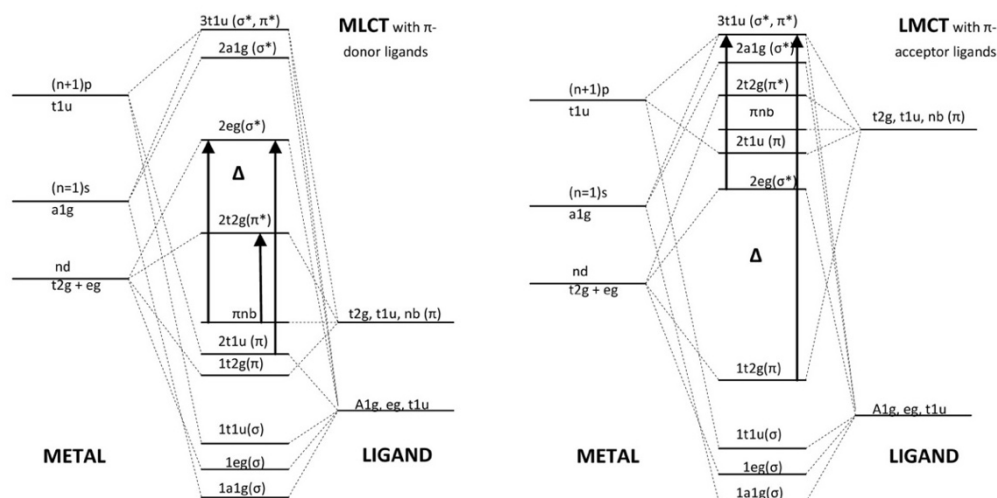 3t1u (σ*, π*)
MLCT with π-
donor ligands
2a1g (σ*)
(n+1)p
t1u
2eg(σ*)
Δ
(n=1)s
a1g
2t2g(π*)
nd
t2g + eg
πnb
t2g, t1u, nb (π)
2t1u (π)
1t2g(π)
A1g, eg, t1u
1t1u(σ)
METAL
LIGAND
1eg(σ)
1a1g(σ)
3t1u (σ*, π*)
LMCT with π-
acceptor ligands
2a1g (σ*)
(n+1)p
t1u
2t2g(π*)
πnb
t2g, t1u, nb (π)
2t1u (π)
2eg(σ*)
(n=1)s
a1g
Δ
nd
t2g + eg
1t2g(π)
A1g, eg, t1u
1t1u(σ)
METAL
LIGAND
1eg(σ)
1a1g(σ)